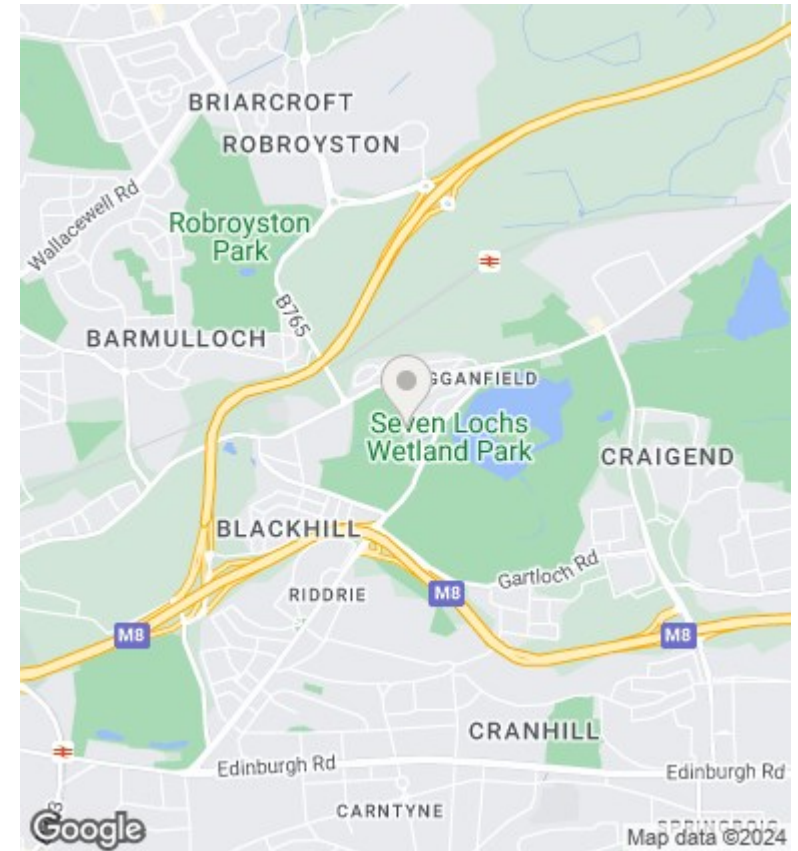 BRIARCROFT
ROBROYSTON
Wallacewell Rd
Robroyston
Park
B765
BARMULLOCH
GGANFIELD
Seven Lochs
Wetland Park
CRAIGEND
BLACKHILL
Gartloch Rd
RIDDRIE
M8
M8
M8
CRANHILL
Edinburgh Rd
Edinburgh Rd
CARNTYNE
Google
Map data ©2024